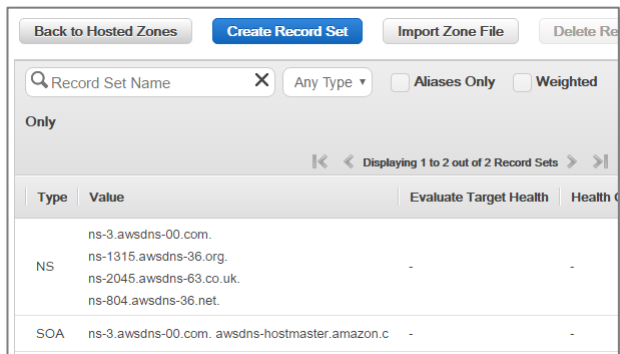 Back to Hosted Zones Create Record Set Import Zone File Delete Re
Record Set Name Any Type Aliases Only Weighted
Only
Displaying 1 to 2 out of 2 Record Sets
Type Value Evaluate Target Health Health
ns-3.awsdns-00.com.
ns-1315.awsdns-36.org.
NS ns-2045.awsdns-63.co.uk. - -
ns-804.awsdns-36.net.
SOA ns-3.awsdns-00.com. awsdns-hostmaster.amazon.c - -